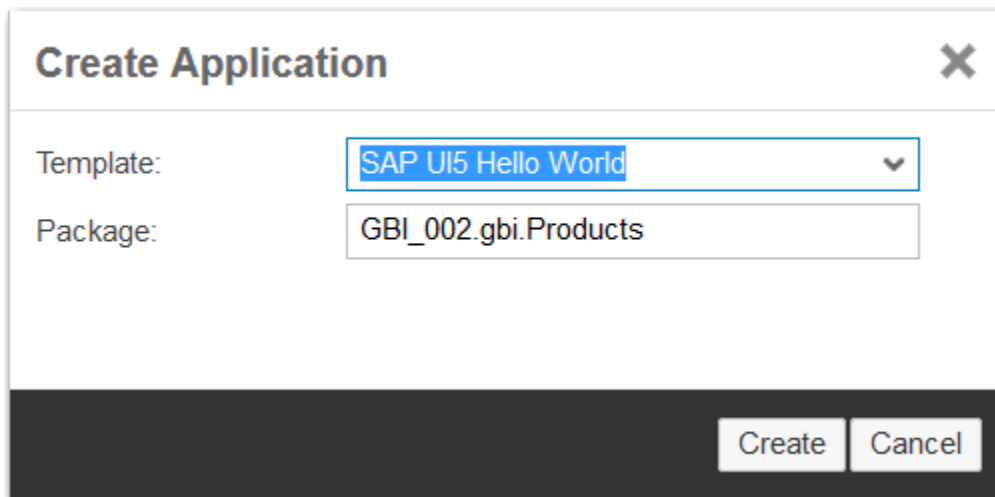 Create Application
Template: SAP UI5 Hello World
Package: GBI_002.gbi.Products
Create Cancel